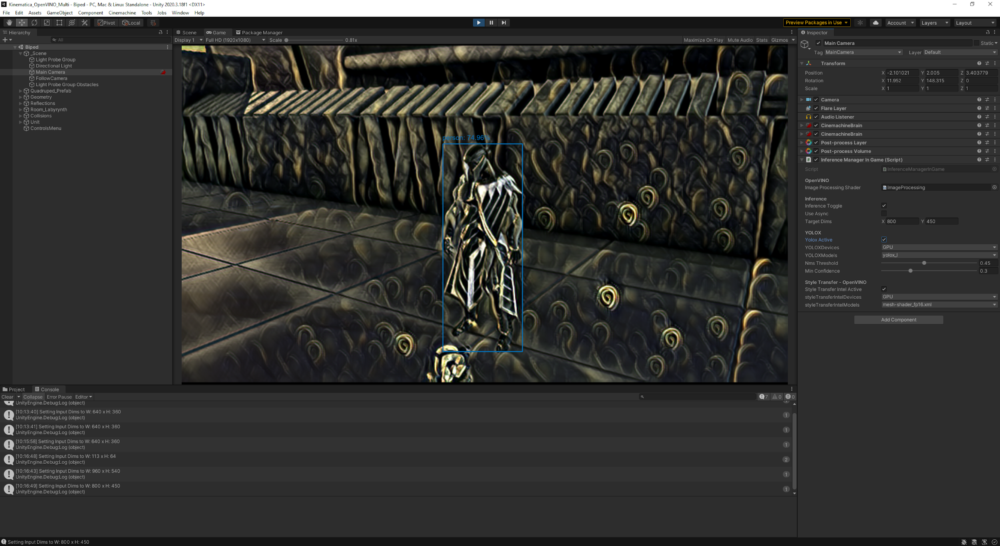 Kinematica_OpenVINO_Multi - Biped - PC, Mac & Linux Standalone - Unity 2020.3.18f1 <DX11>
File Edit Assets GameObject Component Cinemachine Tools Jobs Window Help
Pivot Local
Preview Packages in Use Account Layers Layout
Hierarchy
All
Biped
_Scene
Light Probe Group
Directional Light
Main Camera
FollowCamera
Light Probe Group Obstacles
Quadruped_Prefab
Geometry
Reflections
Room_Labyrynth
Collisions
Unit
ControlsMenu
Scene Game Package Manager
Display 1 Full HD (1920x1080) Scale 0.81x Maximize On Play Mute Audio Stats Gizmos
person: 74.96%
Inspector
Main Camera Static
Tag MainCamera Layer Default
Transform
Position X -2.101021 Y 2.005 Z 3.403779
Rotation X 11.952 Y 148.315 Z 0
Scale X 1 Y 1 Z 1
Camera
Flare Layer
Audio Listener
CinemachineBrain
CinemachineBrain
Post-process Layer
Post-process Volume
Inference Manager In Game (Script)
Script InferenceManagerInGame
OpenVINO
Image Processing Shader ImageProcessing
Inference
Inference Toggle
Use Async
Target Dims X 800 Y 450
YOLOX
Yolox Active
YOLOXDevices GPU
YOLOXModels yolox_l
Nms Threshold 0.45
Min Confidence 0.3
Style Transfer - OpenVINO
Style Transfer Intel Active
styleTransferIntelDevices GPU
styleTransferIntelModels mesh-shader_fp16.xml
Add Component
Project Console
Clear Collapse Error Pause Editor 7 0 0
UnityEngine.Debug:Log (object)
[10:13:40] Setting Input Dims to W: 640 x H: 360
UnityEngine.Debug:Log (object) 1
[10:13:41] Setting Input Dims to W: 640 x H: 360
UnityEngine.Debug:Log (object) 1
[10:15:58] Setting Input Dims to W: 640 x H: 360
UnityEngine.Debug:Log (object) 1
[10:16:48] Setting Input Dims to W: 113 x H: 64
UnityEngine.Debug:Log (object) 2
[10:16:43] Setting Input Dims to W: 960 x H: 540
UnityEngine.Debug:Log (object) 1
[10:16:49] Setting Input Dims to W: 800 x H: 450
UnityEngine.Debug:Log (object) 1
Setting Input Dims to W: 800 x H: 450